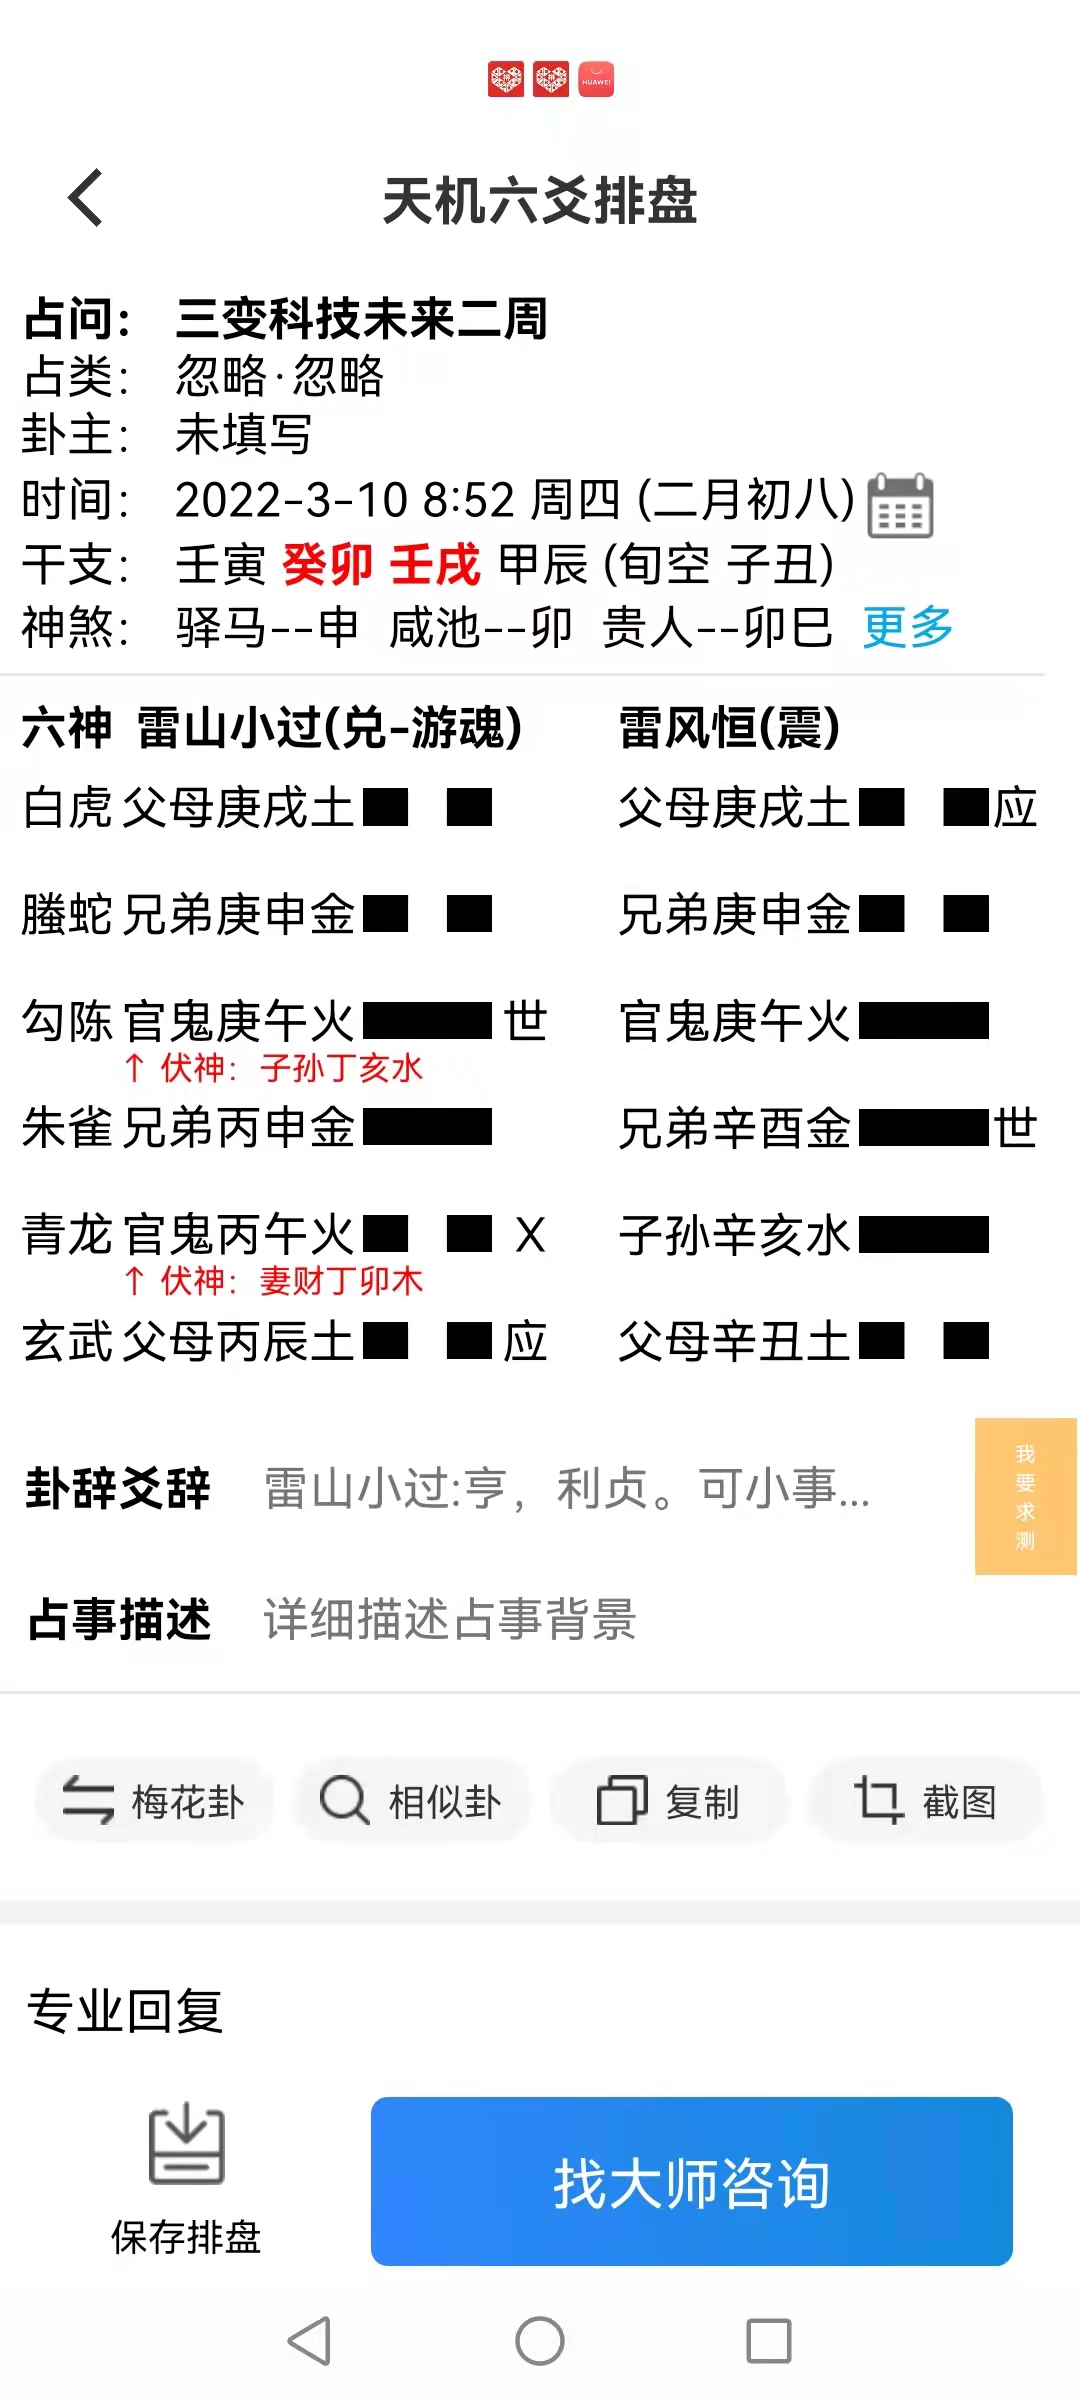 HUAWEI
天机六爻排盘
占问： 三变科技未来二周
占类： 忽略·忽略
卦主： 未填写
时间： 2022-3-10 8:52 周四 (二月初八)
干支： 壬寅 癸卯 壬戌 甲辰 (旬空 子丑)
神煞： 驿马--申 咸池--卯 贵人--卯巳 更多
六神 雷山小过(兑-游魂) 雷风恒(震)
白虎 父母庚戌土 父母庚戌土 应
螣蛇 兄弟庚申金 兄弟庚申金
勾陈 官鬼庚午火 世 官鬼庚午火
↑ 伏神：子孙丁亥水
朱雀 兄弟丙申金 兄弟辛酉金 世
青龙 官鬼丙午火 X 子孙辛亥水
↑ 伏神：妻财丁卯木
玄武 父母丙辰土 应 父母辛丑土
我要求测
卦辞爻辞 雷山小过:亨，利贞。可小事...
占事描述 详细描述占事背景
梅花卦 相似卦 复制 截图
专业回复
保存排盘 找大师咨询